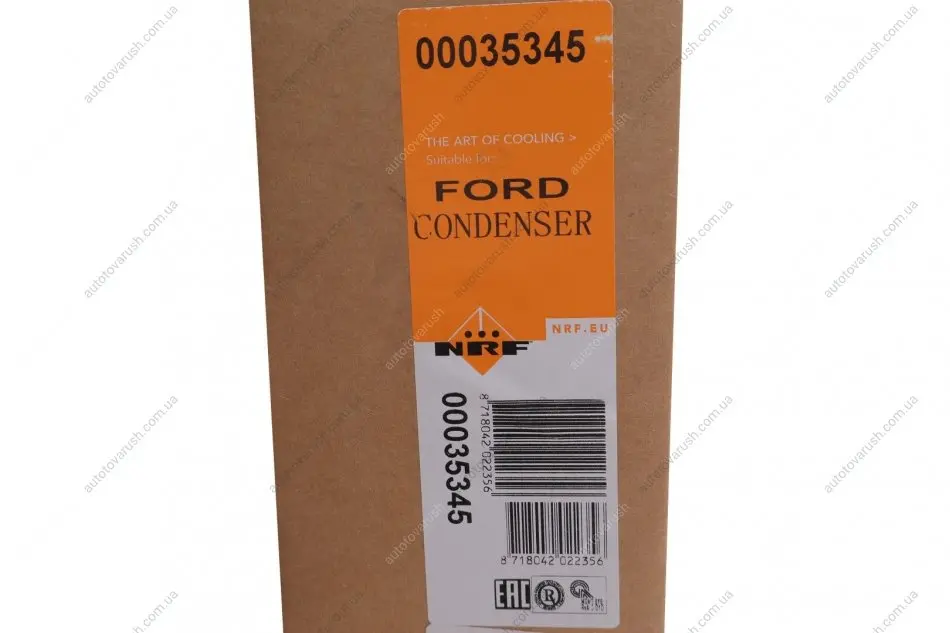 00035345
THE ART OF COOLING >
Suitable for:
FORD
CONDENSER
NRF.EU
NRF
00035345
8 718042 022356
8 718042 022356
EAC
R
autotovarush.com.ua